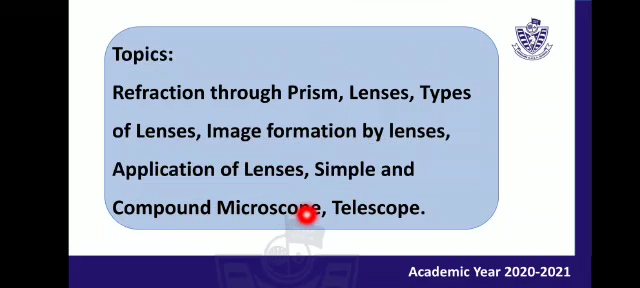 Topics:
Refraction through Prism, Lenses, Types
of Lenses, Image formation by lenses,
Application of Lenses, Simple and
Compound Microscope, Telescope.
Academic Year 2020-2021